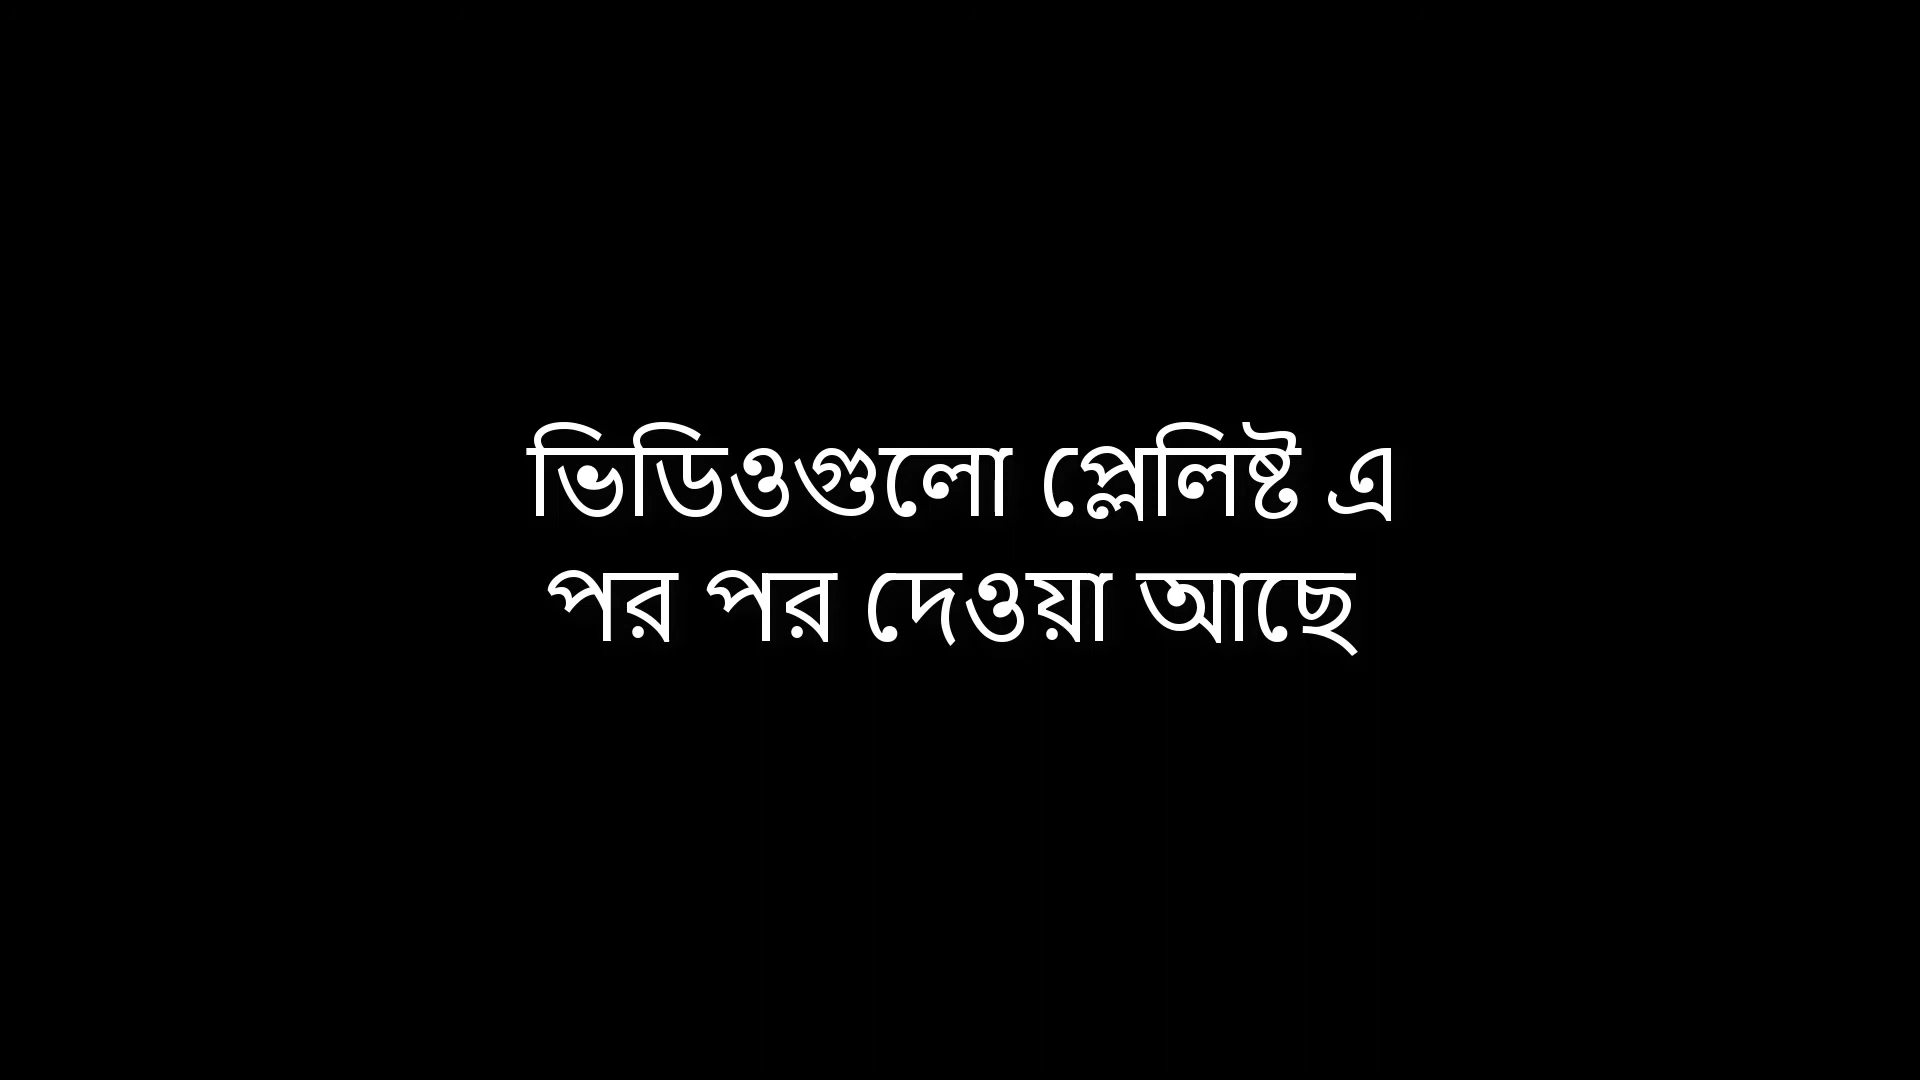 ভিডিওগুলো প্লেলিষ্ট এ
পর পর দেওয়া আছে